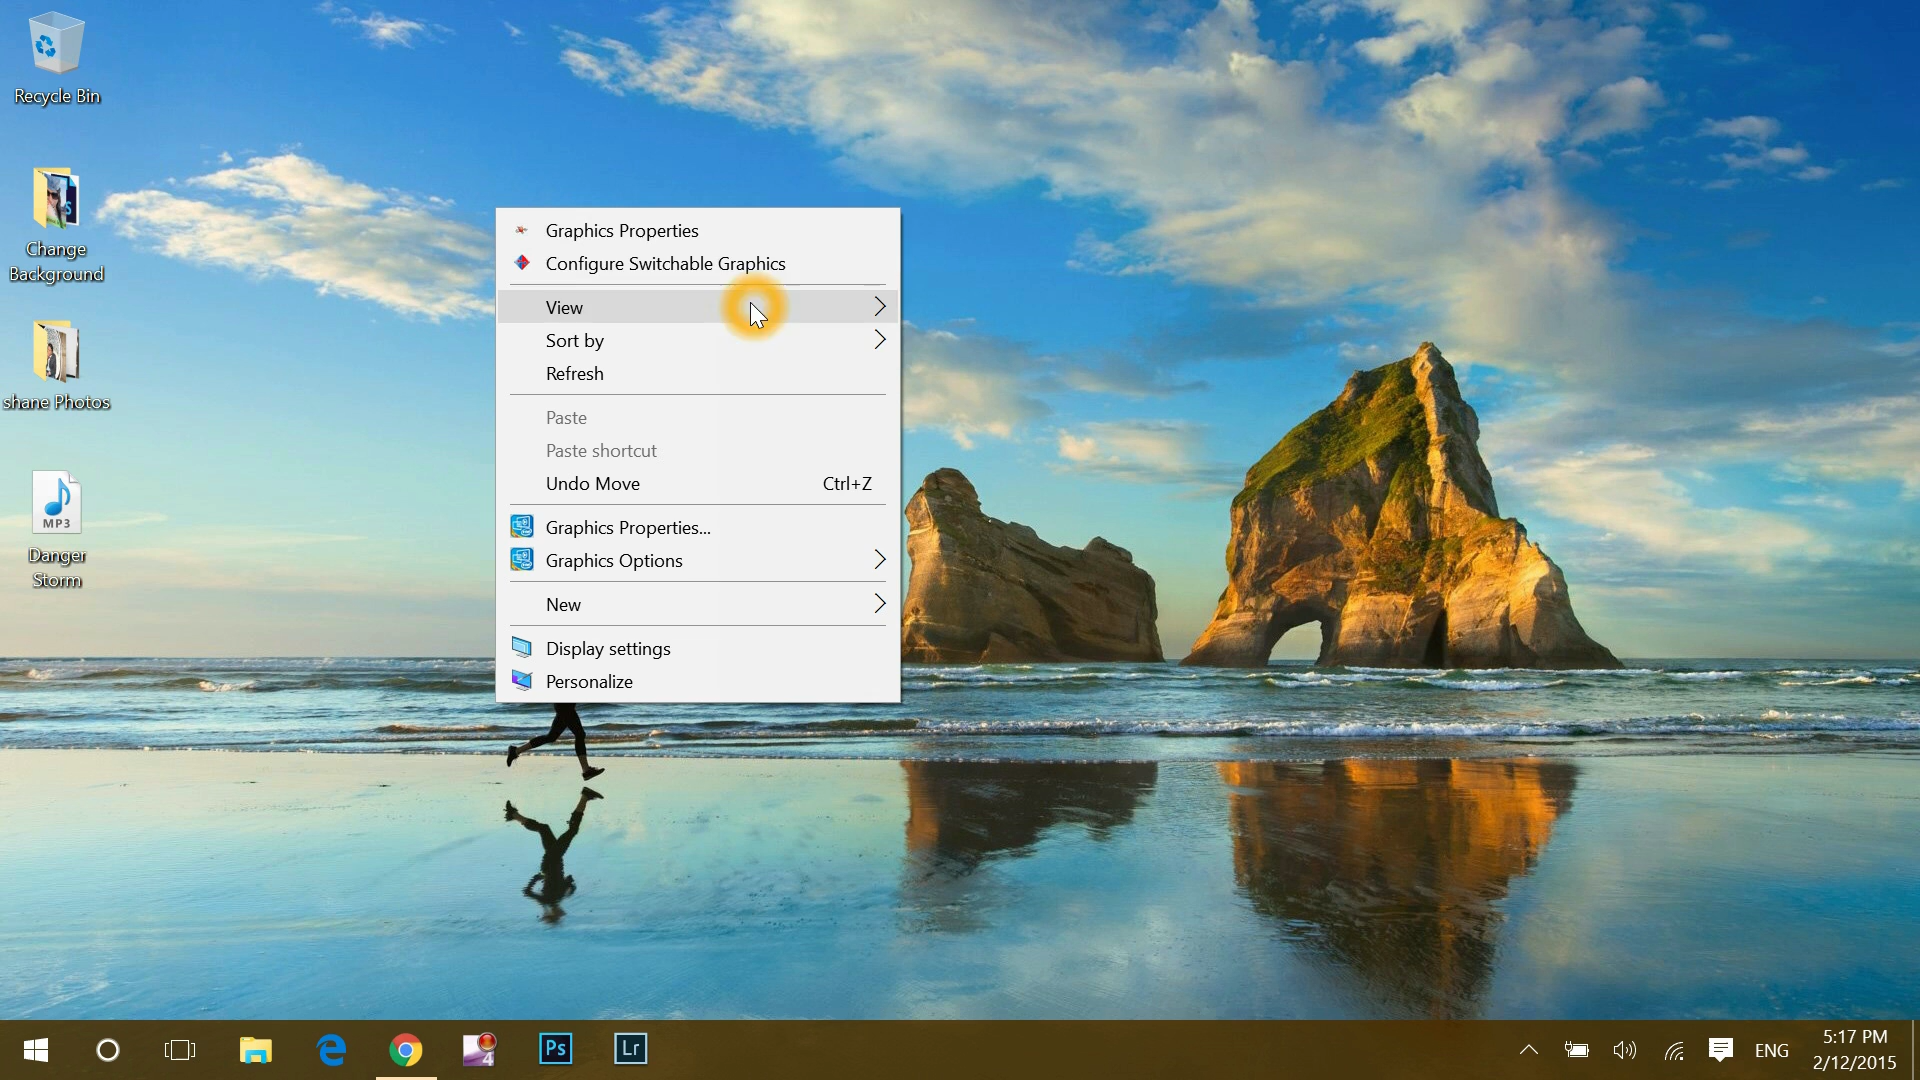 Recycle Bin
Change
Background
shane Photos
MP3
Danger
Storm
Graphics Properties
Configure Switchable Graphics
View
Sort by
Refresh
Paste
Paste shortcut
Undo Move Ctrl+Z
Graphics Properties...
Graphics Options
New
Display settings
Personalize
4
Ps
Lr
ENG
5:17 PM
2/12/2015